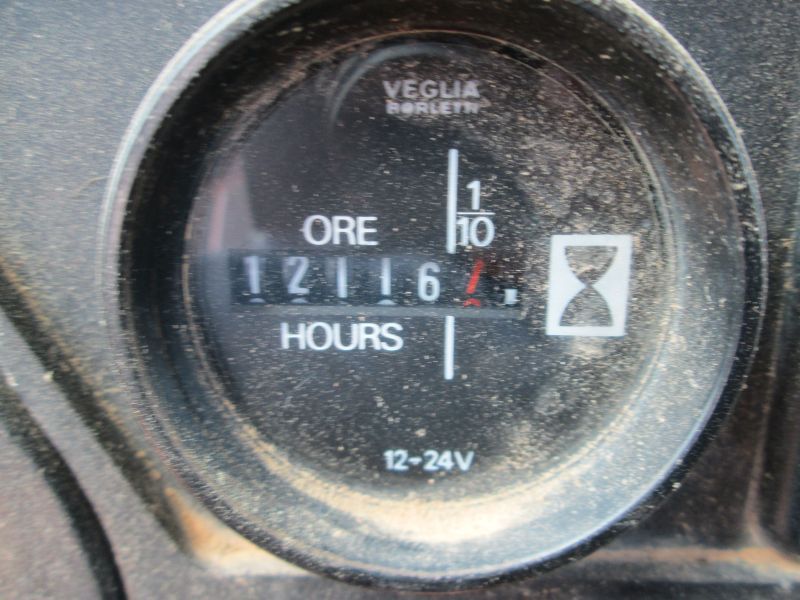 VEGLIA
BORLETTI
1/10
ORE
12116
HOURS
12-24V